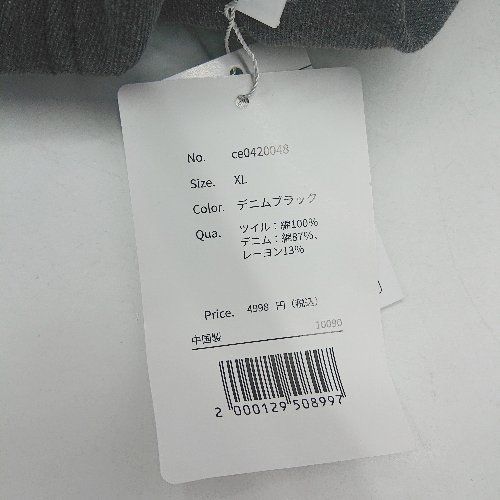 No. ce0420048
Size. XL
Color. デニムブラック
Qua. ツイル：綿100%
デニム：綿87%、
レーヨン13%
Price. 4998 円（税込）
中国製 10090
2 000129 508997